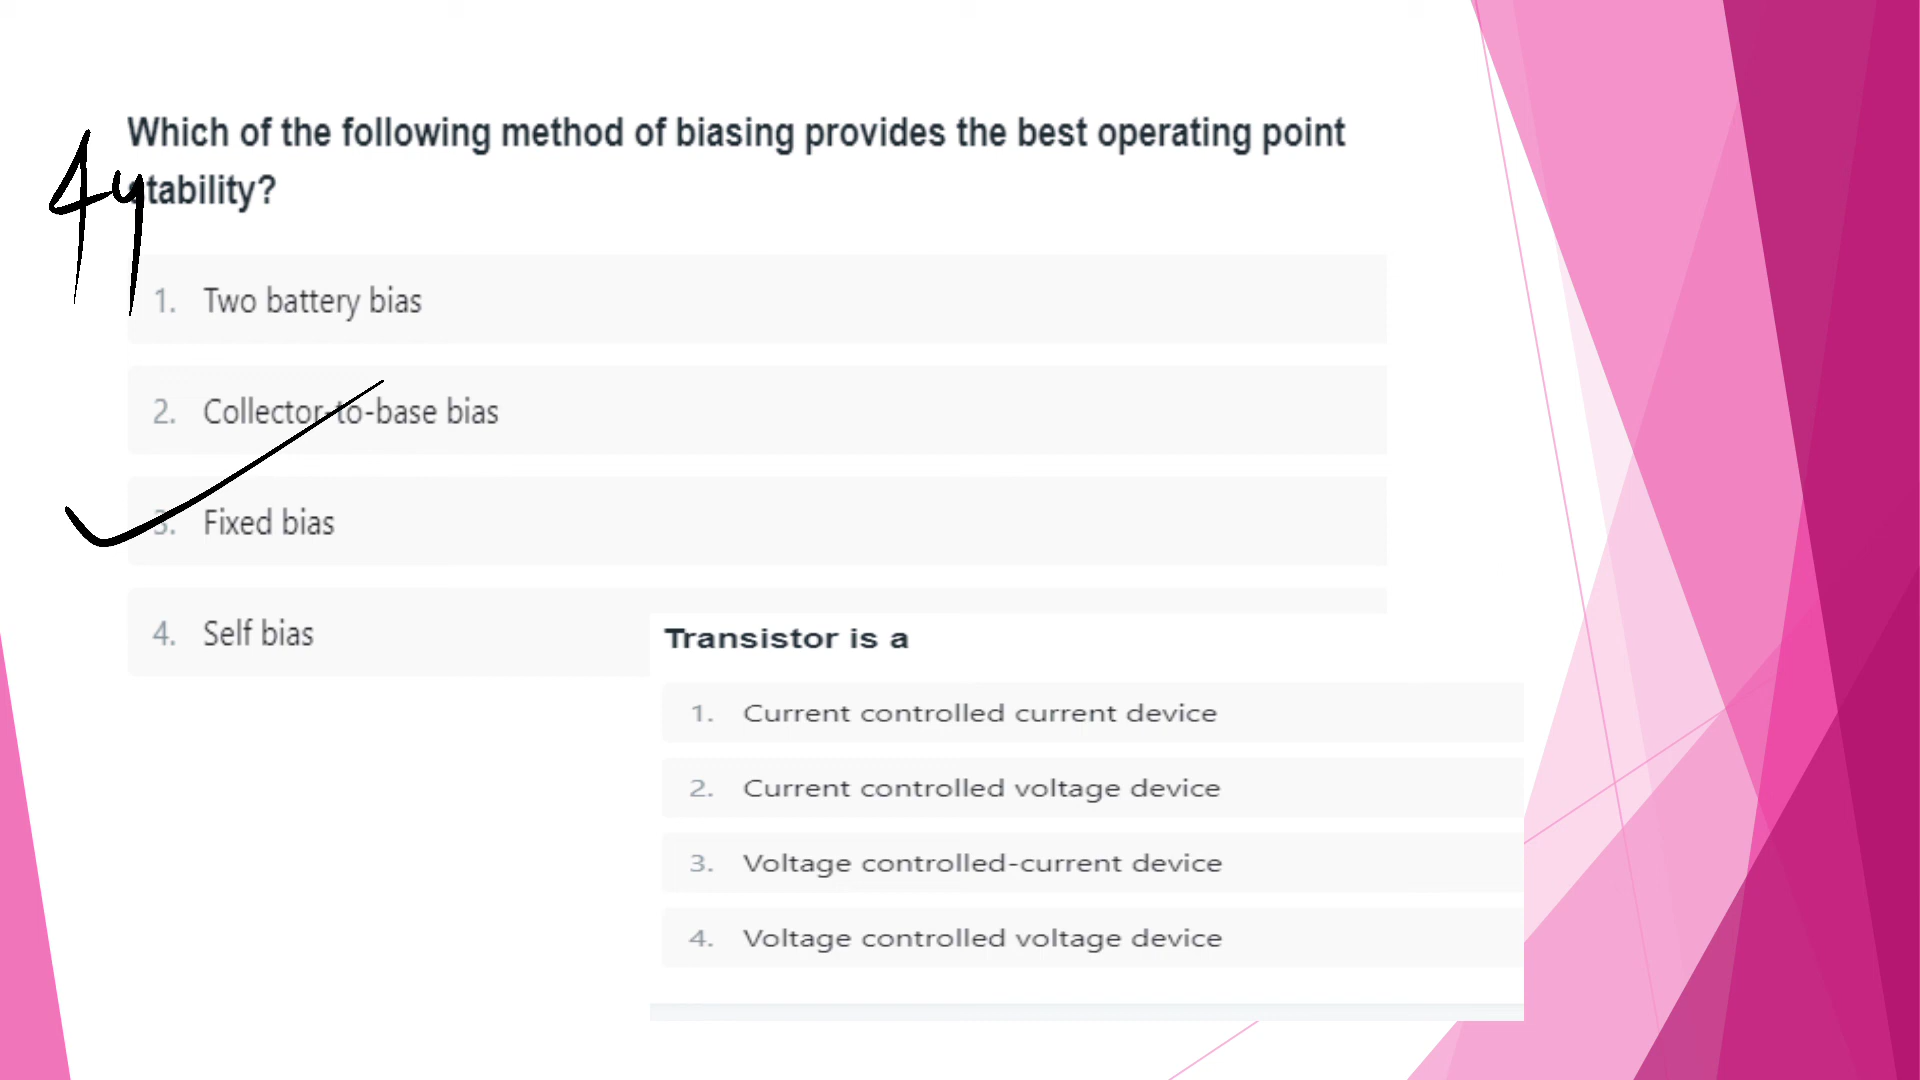 44
Which of the following method of biasing provides the best operating point
stability?
1. Two battery bias
2. Collector-to-base bias
3. Fixed bias
4. Self bias
Transistor is a
1. Current controlled current device
2. Current controlled voltage device
3. Voltage controlled-current device
4. Voltage controlled voltage device